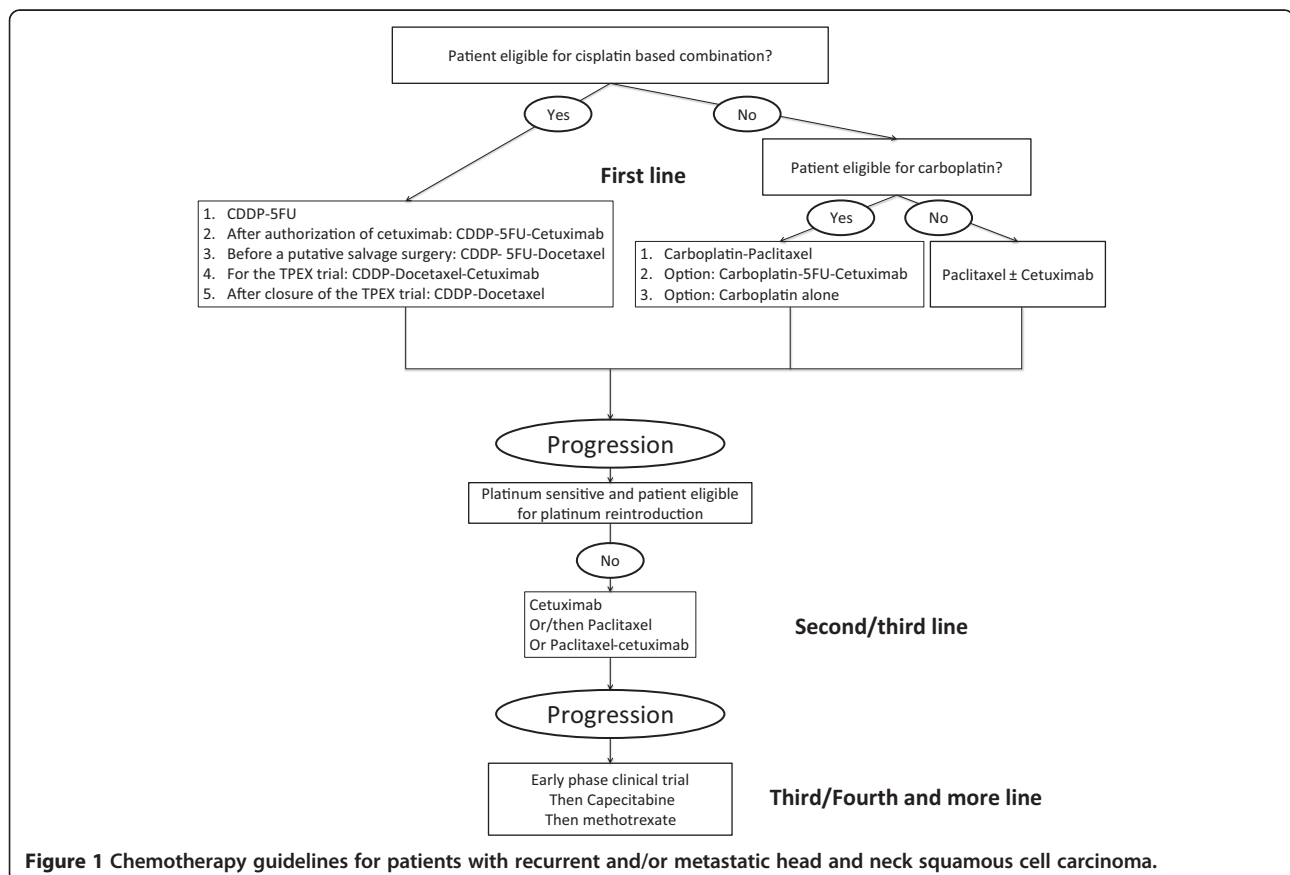 Patient eligible for cisplatin based combination?
Yes
No
Patient eligible for carboplatin?
First line
Yes
No
1. CDDP-5FU
2. After authorization of cetuximab: CDDP-5FU-Cetuximab
3. Before a putative salvage surgery: CDDP- 5FU-Docetaxel
4. For the TPEX trial: CDDP-Docetaxel-Cetuximab
5. After closure of the TPEX trial: CDDP-Docetaxel
1. Carboplatin-Paclitaxel
2. Option: Carboplatin-5FU-Cetuximab
3. Option: Carboplatin alone
Paclitaxel ± Cetuximab
Progression
Platinum sensitive and patient eligible
for platinum reintroduction
No
Cetuximab
Or/then Paclitaxel
Or Paclitaxel-cetuximab
Second/third line
Progression
Early phase clinical trial
Then Capecitabine
Then methotrexate
Third/Fourth and more line
Figure 1 Chemotherapy guidelines for patients with recurrent and/or metastatic head and neck squamous cell carcinoma.